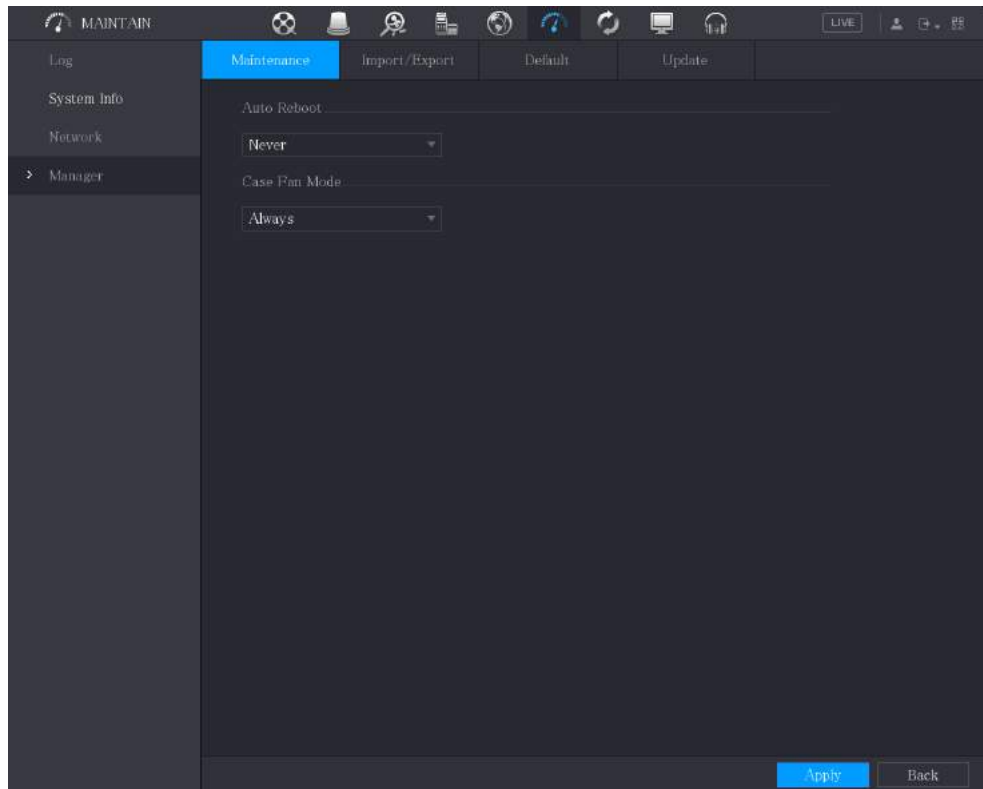 MAINTAIN
LIVE
Log
System Info
Network
Manager
Maintenance
Import/Export
Default
Update
Auto Reboot
Never
Case Fan Mode
Always
Apply
Back